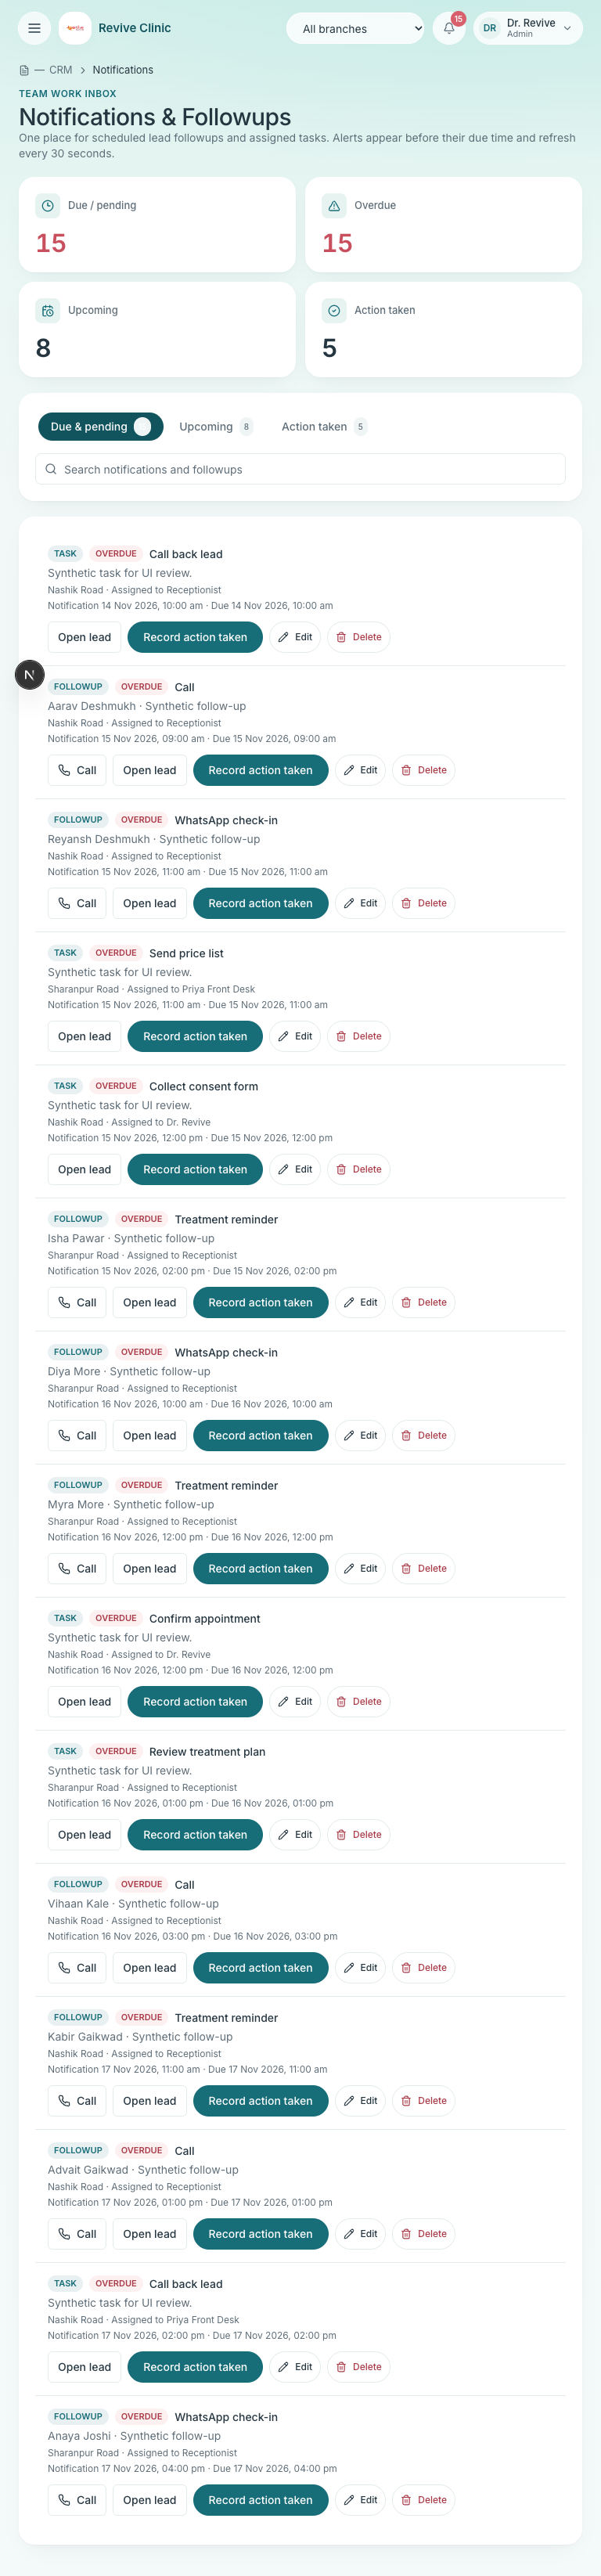 Revive Clinic
All branches
15
DR
Dr. Revive
Admin
— CRM > Notifications
TEAM WORK INBOX
Notifications & Followups
One place for scheduled lead followups and assigned tasks. Alerts appear before their due time and refresh
every 30 seconds.
Due / pending
15
Overdue
15
Upcoming
8
Action taken
5
Due & pending
Upcoming 8
Action taken 5
Search notifications and followups
TASK OVERDUE Call back lead
Synthetic task for UI review.
Nashik Road · Assigned to Receptionist
Notification 14 Nov 2026, 10:00 am · Due 14 Nov 2026, 10:00 am
Open lead Record action taken Edit Delete
N
FOLLOWUP OVERDUE Call
Aarav Deshmukh · Synthetic follow-up
Nashik Road · Assigned to Receptionist
Notification 15 Nov 2026, 09:00 am · Due 15 Nov 2026, 09:00 am
Call Open lead Record action taken Edit Delete
FOLLOWUP OVERDUE WhatsApp check-in
Reyansh Deshmukh · Synthetic follow-up
Nashik Road · Assigned to Receptionist
Notification 15 Nov 2026, 11:00 am · Due 15 Nov 2026, 11:00 am
Call Open lead Record action taken Edit Delete
TASK OVERDUE Send price list
Synthetic task for UI review.
Sharanpur Road · Assigned to Priya Front Desk
Notification 15 Nov 2026, 11:00 am · Due 15 Nov 2026, 11:00 am
Open lead Record action taken Edit Delete
TASK OVERDUE Collect consent form
Synthetic task for UI review.
Nashik Road · Assigned to Dr. Revive
Notification 15 Nov 2026, 12:00 pm · Due 15 Nov 2026, 12:00 pm
Open lead Record action taken Edit Delete
FOLLOWUP OVERDUE Treatment reminder
Isha Pawar · Synthetic follow-up
Sharanpur Road · Assigned to Receptionist
Notification 15 Nov 2026, 02:00 pm · Due 15 Nov 2026, 02:00 pm
Call Open lead Record action taken Edit Delete
FOLLOWUP OVERDUE WhatsApp check-in
Diya More · Synthetic follow-up
Sharanpur Road · Assigned to Receptionist
Notification 16 Nov 2026, 10:00 am · Due 16 Nov 2026, 10:00 am
Call Open lead Record action taken Edit Delete
FOLLOWUP OVERDUE Treatment reminder
Myra More · Synthetic follow-up
Sharanpur Road · Assigned to Receptionist
Notification 16 Nov 2026, 12:00 pm · Due 16 Nov 2026, 12:00 pm
Call Open lead Record action taken Edit Delete
TASK OVERDUE Confirm appointment
Synthetic task for UI review.
Nashik Road · Assigned to Dr. Revive
Notification 16 Nov 2026, 12:00 pm · Due 16 Nov 2026, 12:00 pm
Open lead Record action taken Edit Delete
TASK OVERDUE Review treatment plan
Synthetic task for UI review.
Sharanpur Road · Assigned to Receptionist
Notification 16 Nov 2026, 01:00 pm · Due 16 Nov 2026, 01:00 pm
Open lead Record action taken Edit Delete
FOLLOWUP OVERDUE Call
Vihaan Kale · Synthetic follow-up
Nashik Road · Assigned to Receptionist
Notification 16 Nov 2026, 03:00 pm · Due 16 Nov 2026, 03:00 pm
Call Open lead Record action taken Edit Delete
FOLLOWUP OVERDUE Treatment reminder
Kabir Gaikwad · Synthetic follow-up
Nashik Road · Assigned to Receptionist
Notification 17 Nov 2026, 11:00 am · Due 17 Nov 2026, 11:00 am
Call Open lead Record action taken Edit Delete
FOLLOWUP OVERDUE Call
Advait Gaikwad · Synthetic follow-up
Nashik Road · Assigned to Receptionist
Notification 17 Nov 2026, 01:00 pm · Due 17 Nov 2026, 01:00 pm
Call Open lead Record action taken Edit Delete
TASK OVERDUE Call back lead
Synthetic task for UI review.
Nashik Road · Assigned to Priya Front Desk
Notification 17 Nov 2026, 02:00 pm · Due 17 Nov 2026, 02:00 pm
Open lead Record action taken Edit Delete
FOLLOWUP OVERDUE WhatsApp check-in
Anaya Joshi · Synthetic follow-up
Sharanpur Road · Assigned to Receptionist
Notification 17 Nov 2026, 04:00 pm · Due 17 Nov 2026, 04:00 pm
Call Open lead Record action taken Edit Delete